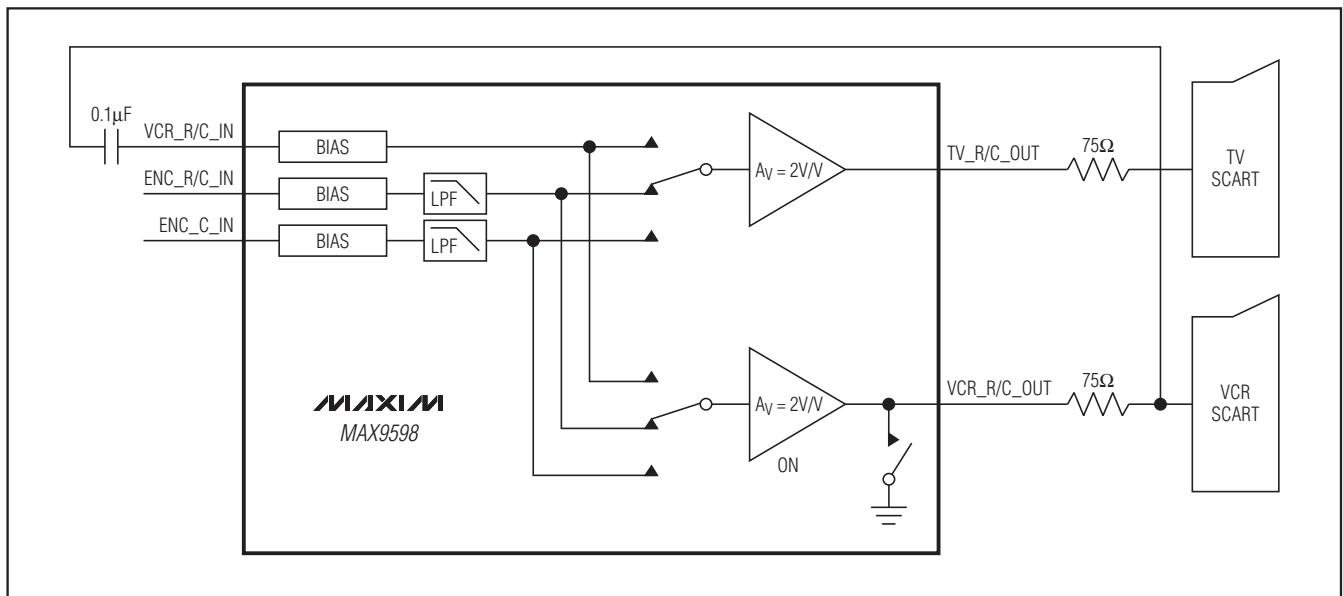 0.1µF
VCR_R/C_IN
ENC_R/C_IN
ENC_C_IN
BIAS
BIAS
LPF
BIAS
LPF
AV = 2V/V
TV_R/C_OUT
75Ω
TV
SCART
MAXIM
MAX9598
AV = 2V/V
ON
VCR_R/C_OUT
75Ω
VCR
SCART